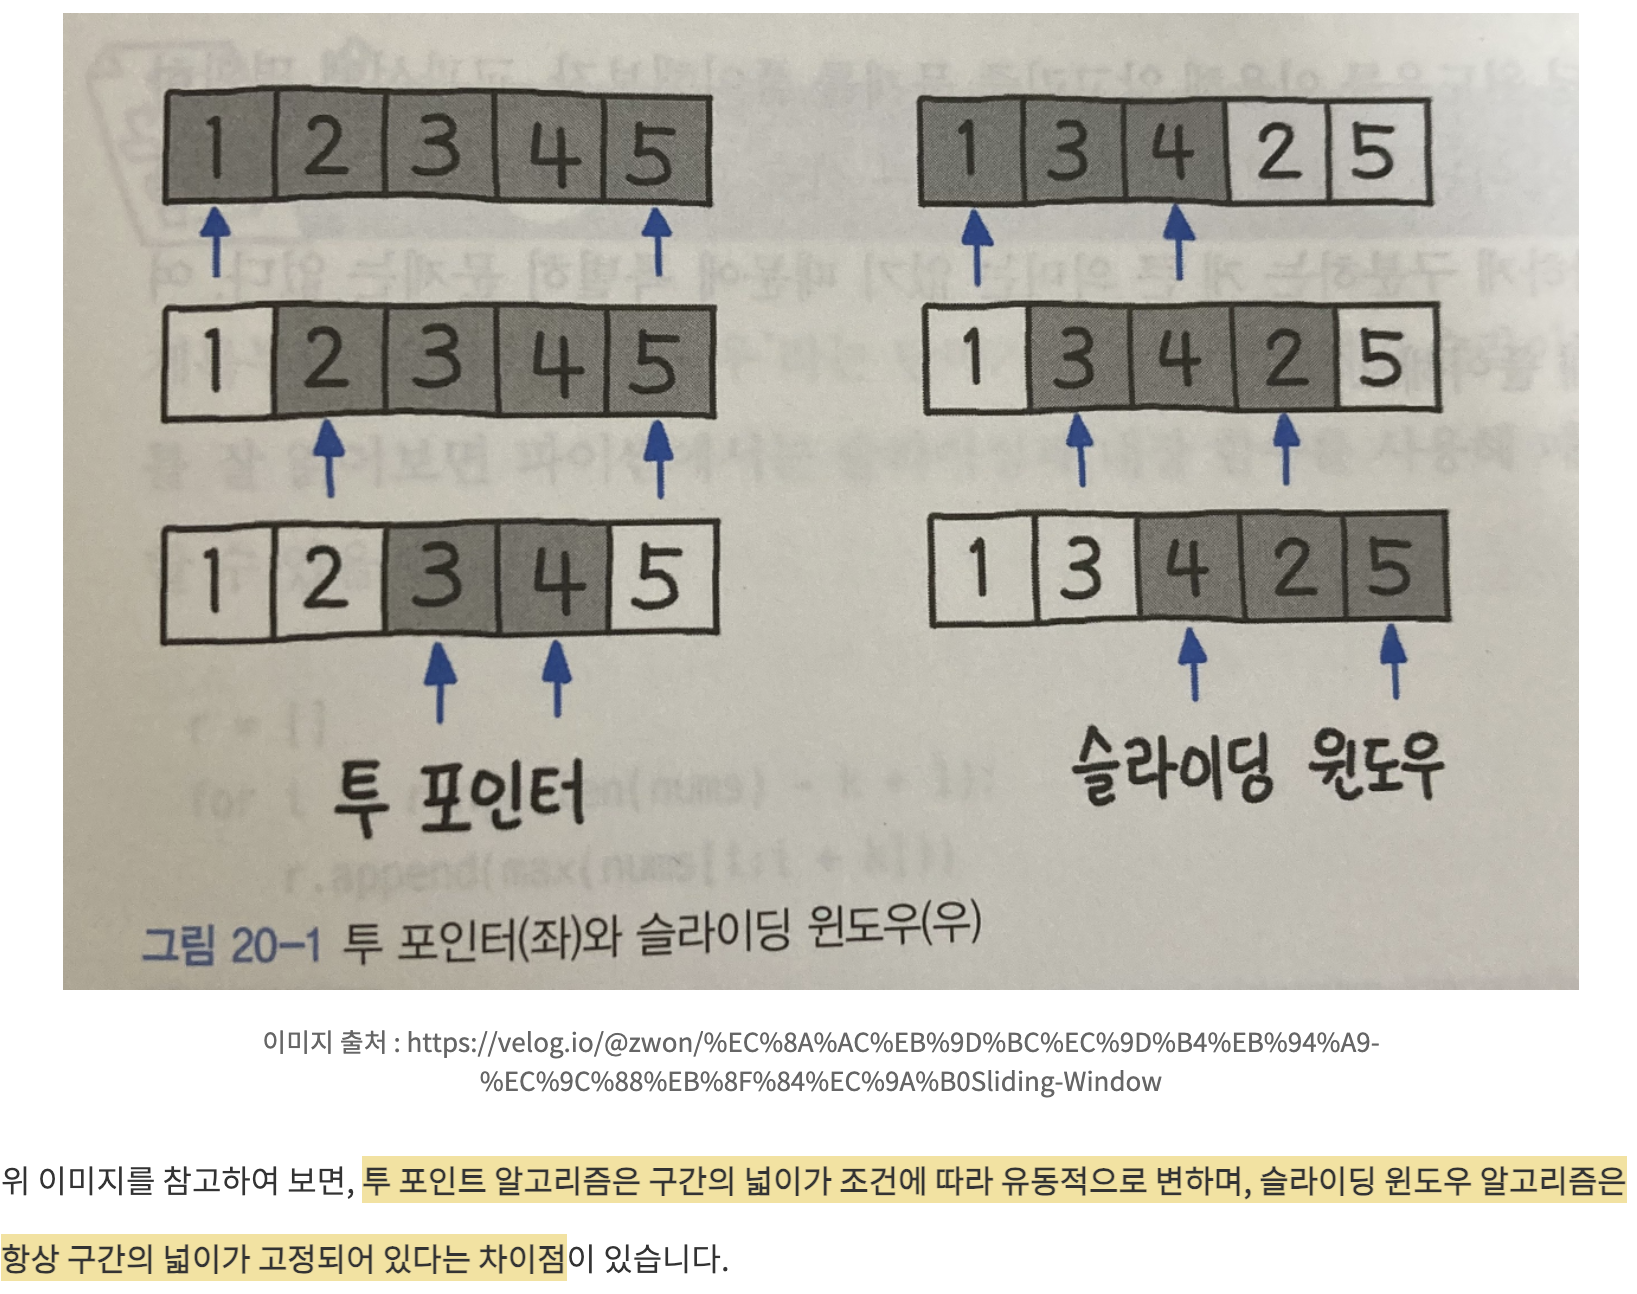 1 2 3 4 5
1 3 4 2 5
1 2 3 4 5
1 3 4 2 5
1 2 3 4 5
1 3 4 2 5
투 포인터
슬라이딩 윈도우
그림 20-1 투 포인터(좌)와 슬라이딩 윈도우(우)
이미지 출처 : https://velog.io/@zwon/%EC%8A%AC%EB%9D%BC%EC%9D%B4%EB%94%A9-
%EC%9C%88%EB%8F%84%EC%9A%B0Sliding-Window
위 이미지를 참고하여 보면, 투 포인트 알고리즘은 구간의 넓이가 조건에 따라 유동적으로 변하며, 슬라이딩 윈도우 알고리즘은
항상 구간의 넓이가 고정되어 있다는 차이점이 있습니다.